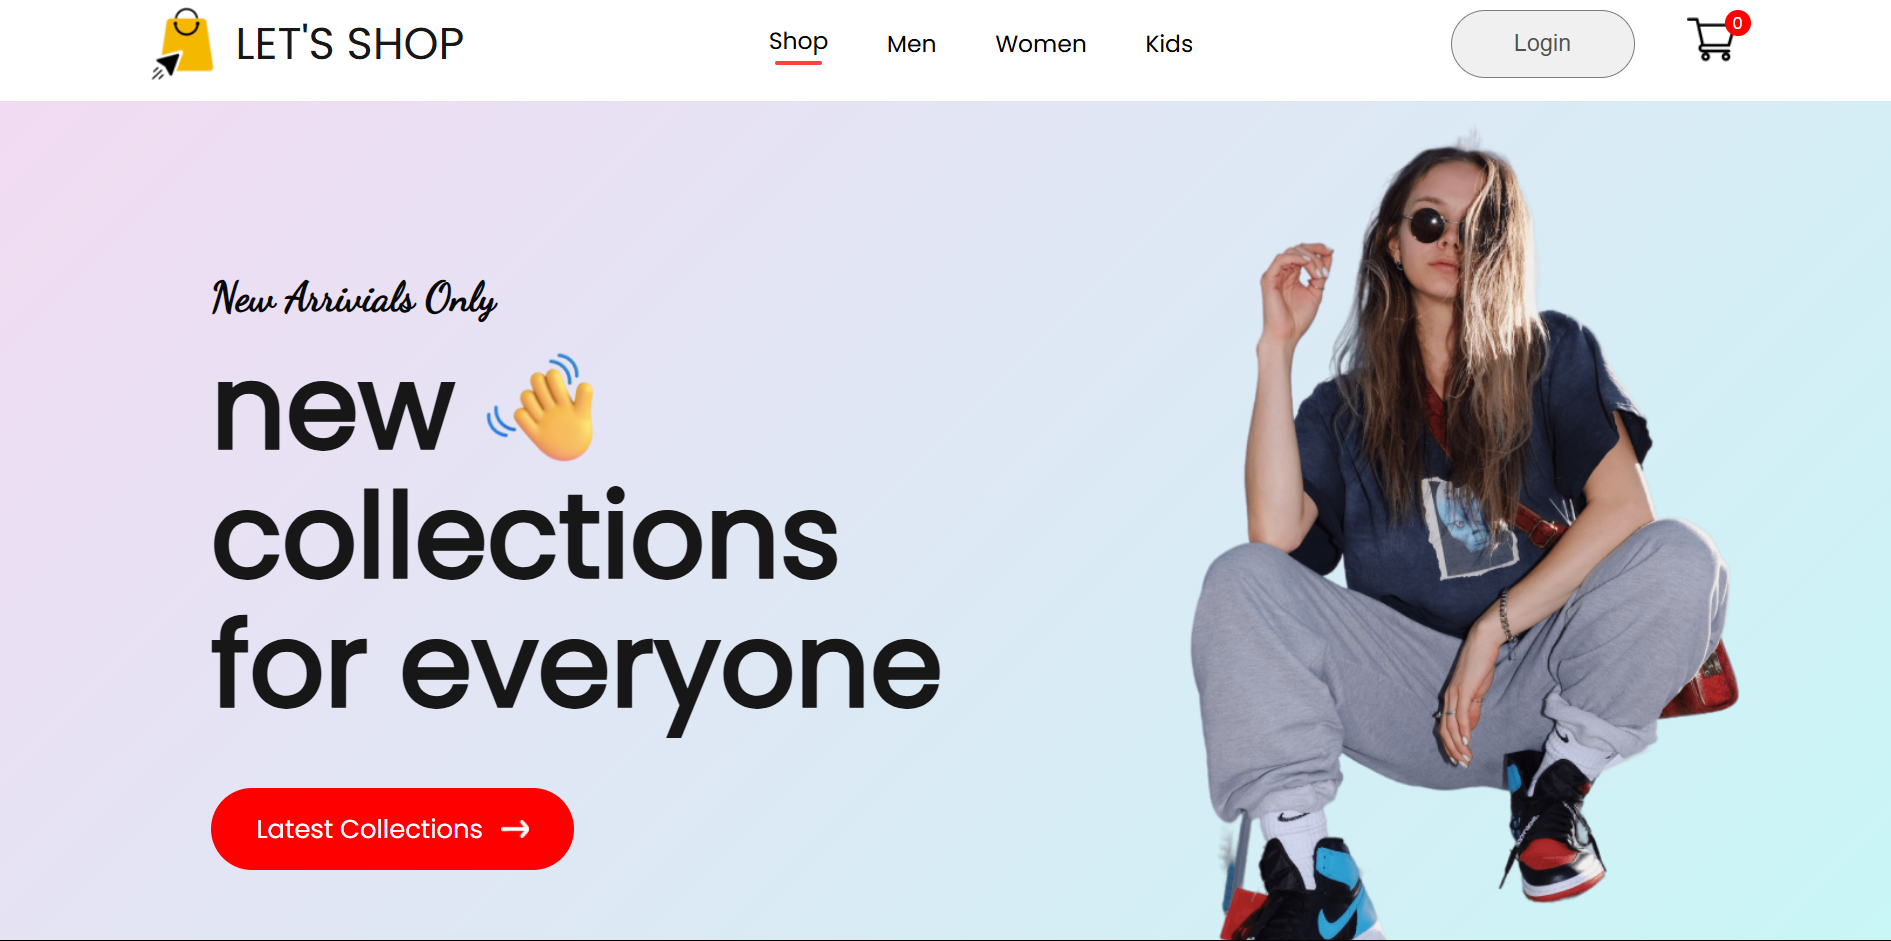 LET'S SHOP
Shop
Men
Women
Kids
Login
0
New Arrivials Only
new
collections
for everyone
Latest Collections